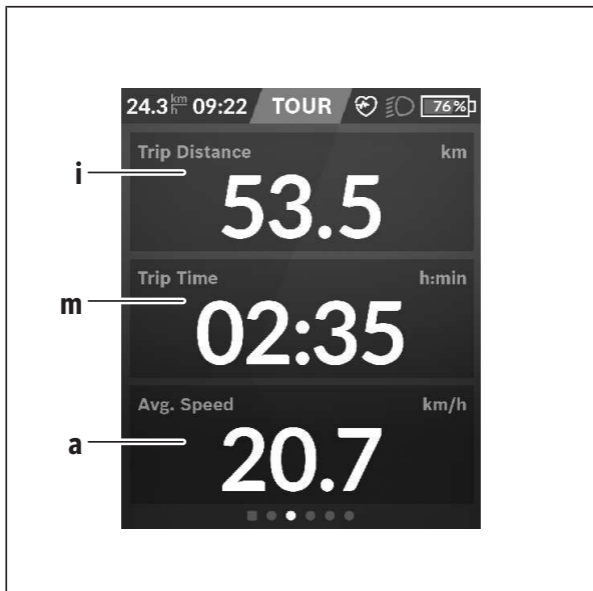 24.3 km/h 09:22 TOUR 76%
Trip Distance km
i
53.5
Trip Time h:min
m
02:35
Avg. Speed km/h
a
20.7